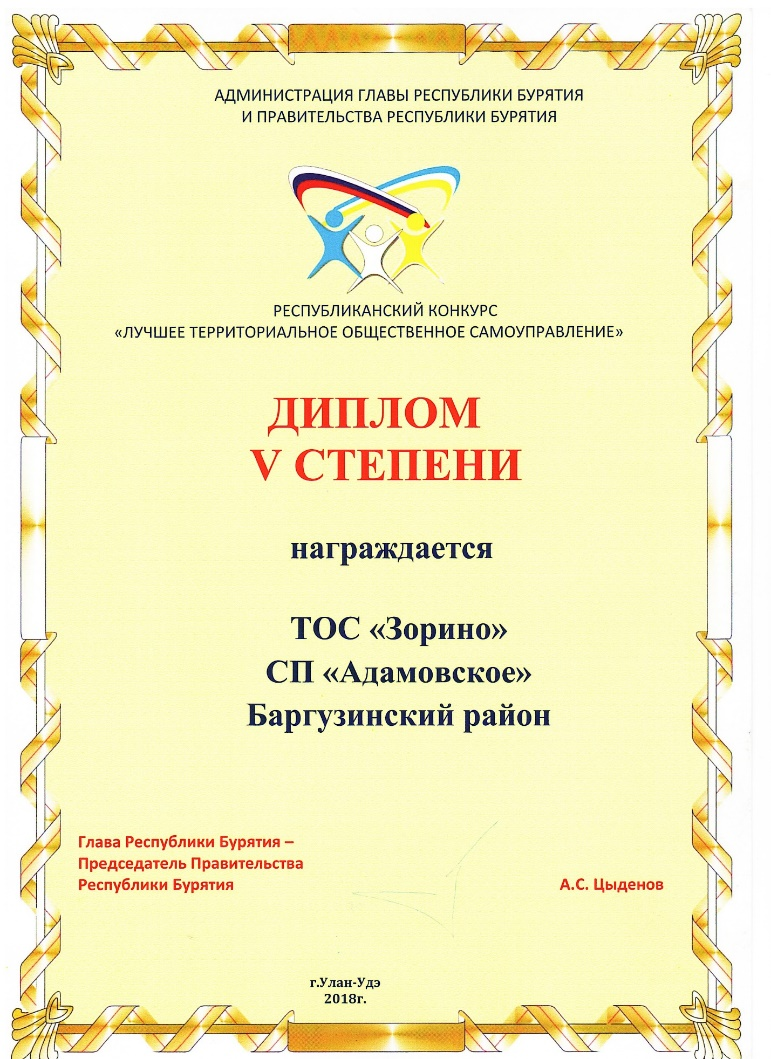 АДМИНИСТРАЦИЯ ГЛАВЫ РЕСПУБЛИКИ БУРЯТИЯ
И ПРАВИТЕЛЬСТВА РЕСПУБЛИКИ БУРЯТИЯ
РЕСПУБЛИКАНСКИЙ КОНКУРС
«ЛУЧШЕЕ ТЕРРИТОРИАЛЬНОЕ ОБЩЕСТВЕННОЕ САМОУПРАВЛЕНИЕ»
ДИПЛОМ
V СТЕПЕНИ
награждается
ТОС «Зорино»
СП «Адамовское»
Баргузинский район
Глава Республики Бурятия –
Председатель Правительства
Республики Бурятия
А.С. Цыденов
г.Улан-Удэ
2018г.